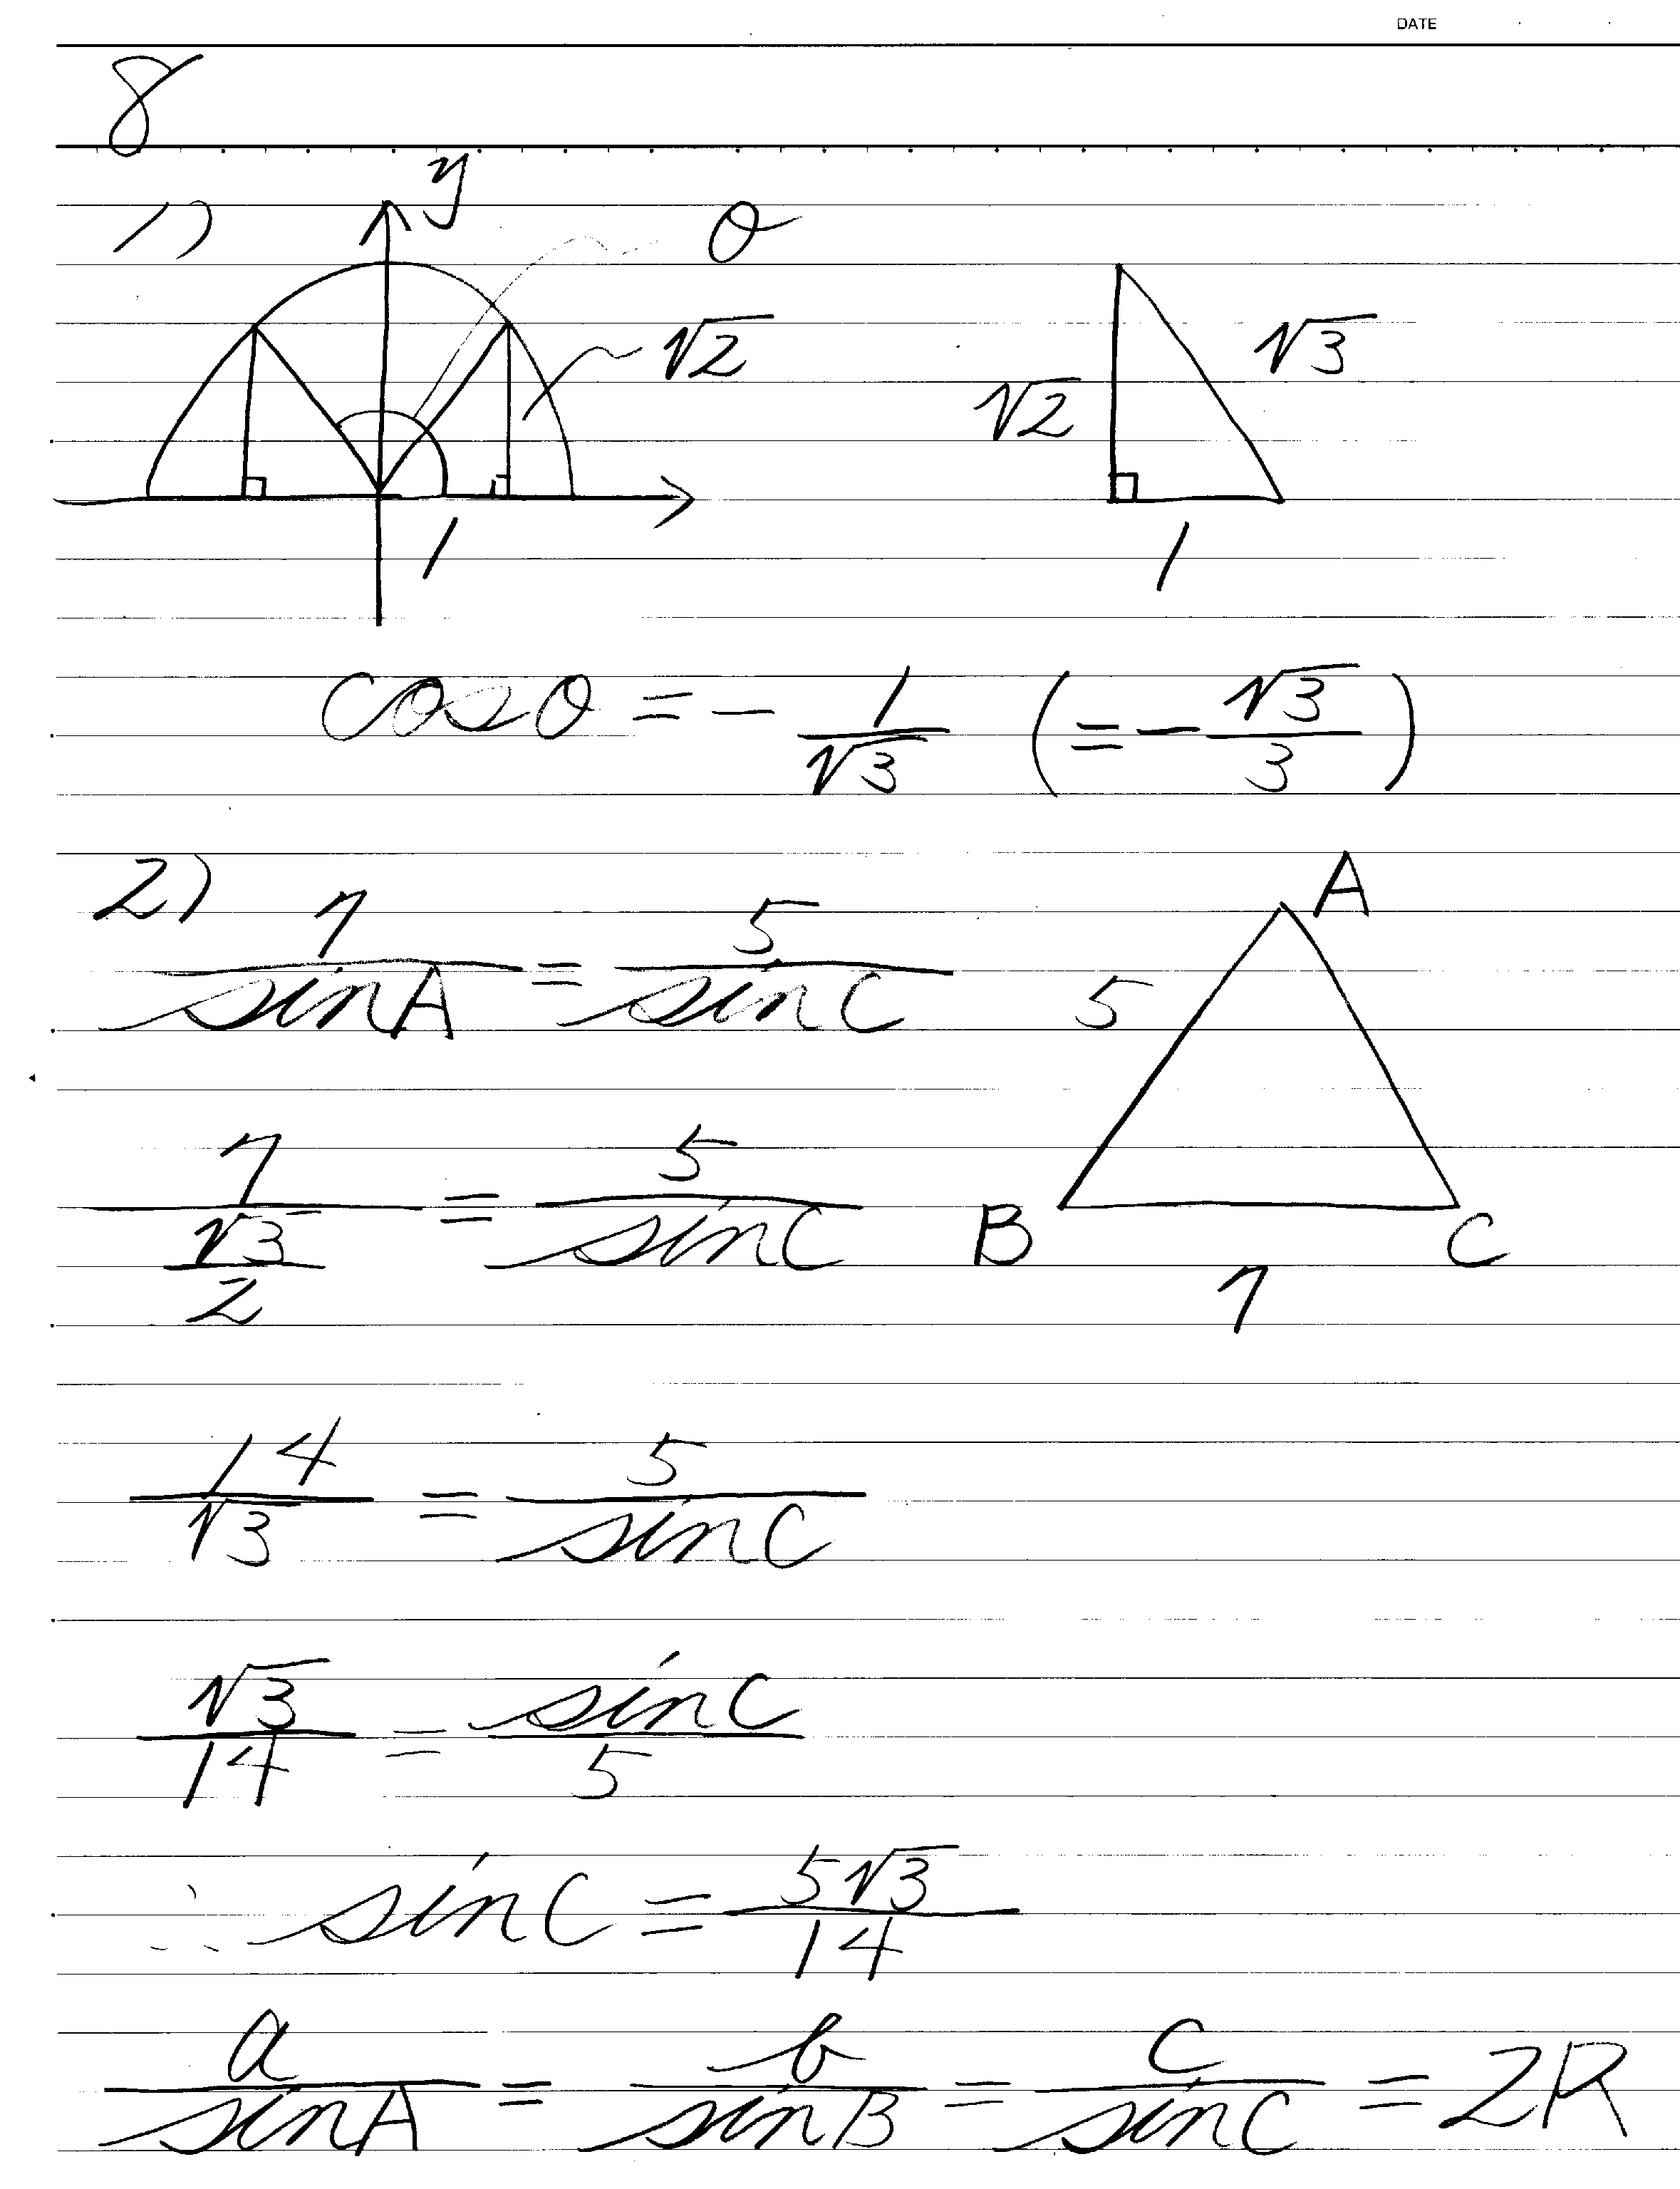 DATE
8
1)
y
θ
√2
1
√2
√3
1
cosθ = - 1/√3 (= - √3/3)
2)
7/sinA = 5/sinC
A
5
B
C
7
7/(√3/2) = 5/sinC
14/√3 = 5/sinC
√3/14 = sinC/5
∴ sinC = 5√3/14
a/sinA = b/sinB = c/sinC = 2R